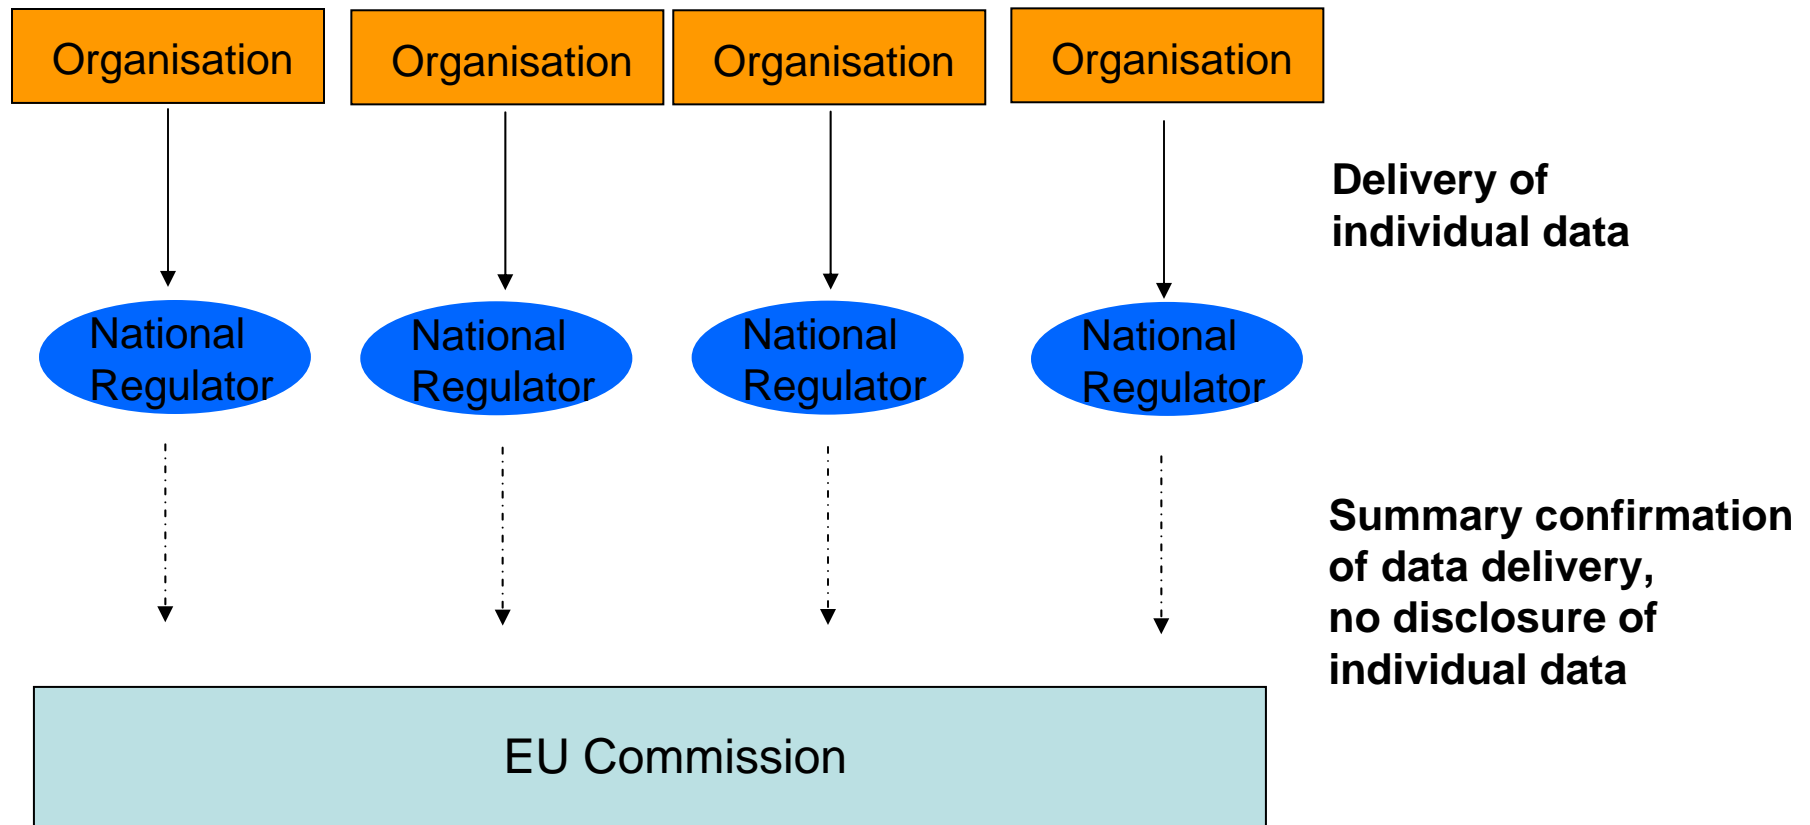 Organisation
Organisation
Organisation
Organisation
Delivery of
individual data
National
Regulator
National
Regulator
National
Regulator
National
Regulator
Summary confirmation
of data delivery,
no disclosure of
individual data
EU Commission